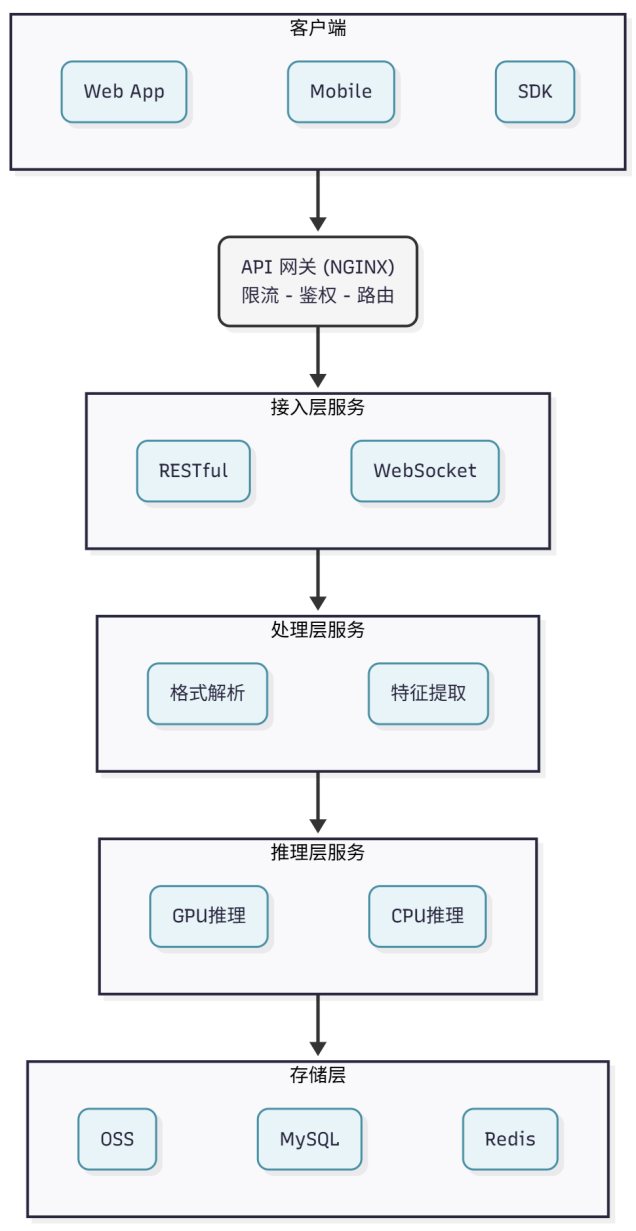 客户端
Web App
Mobile
SDK
API 网关 (NGINX)
限流 - 鉴权 - 路由
接入层服务
RESTful
WebSocket
处理层服务
格式解析
特征提取
推理层服务
GPU推理
CPU推理
存储层
OSS
MySQL
Redis